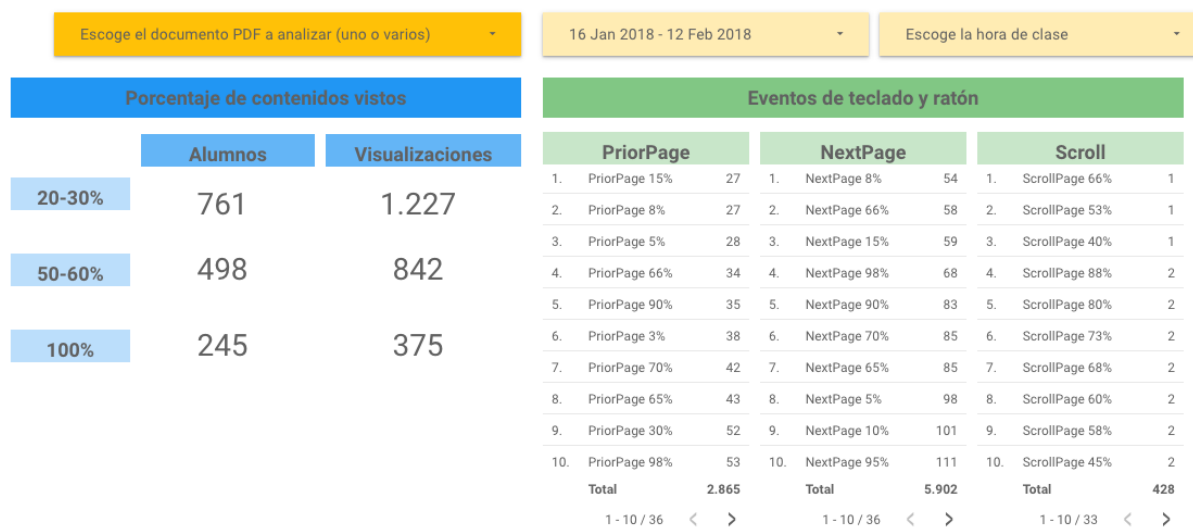 Escoge el documento PDF a analizar (uno o varios)
16 Jan 2018 - 12 Feb 2018
Escoge la hora de clase
Porcentaje de contenidos vistos
Alumnos Visualizaciones
20-30% 761 1.227
50-60% 498 842
100% 245 375
Eventos de teclado y ratón
PriorPage NextPage Scroll
1. PriorPage 15% 27 1. NextPage 8% 54 1. ScrollPage 66% 1
2. PriorPage 8% 27 2. NextPage 66% 58 2. ScrollPage 53% 1
3. PriorPage 5% 28 3. NextPage 15% 59 3. ScrollPage 40% 1
4. PriorPage 66% 34 4. NextPage 98% 68 4. ScrollPage 88% 2
5. PriorPage 90% 35 5. NextPage 90% 83 5. ScrollPage 80% 2
6. PriorPage 3% 38 6. NextPage 70% 85 6. ScrollPage 73% 2
7. PriorPage 70% 42 7. NextPage 65% 85 7. ScrollPage 68% 2
8. PriorPage 65% 43 8. NextPage 5% 98 8. ScrollPage 60% 2
9. PriorPage 30% 52 9. NextPage 10% 101 9. ScrollPage 58% 2
10. PriorPage 98% 53 10. NextPage 95% 111 10. ScrollPage 45% 2
Total 2.865 Total 5.902 Total 428
1 - 10 / 36 1 - 10 / 36 1 - 10 / 33